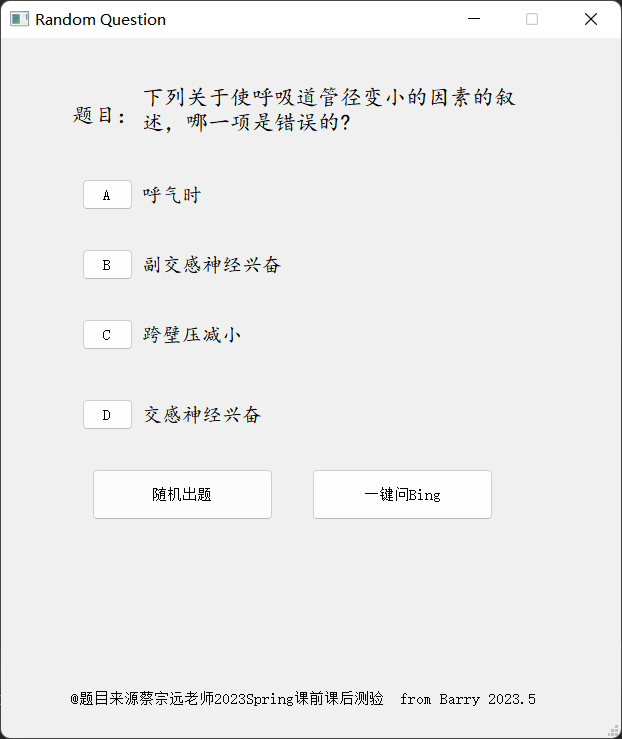 Random Question
题目：
下列关于使呼吸道管径变小的因素的叙
述，哪一项是错误的?
A 呼气时
B 副交感神经兴奋
C 跨壁压减小
D 交感神经兴奋
随机出题 一键问Bing
@题目来源蔡宗远老师2023Spring课前课后测验 from Barry 2023.5